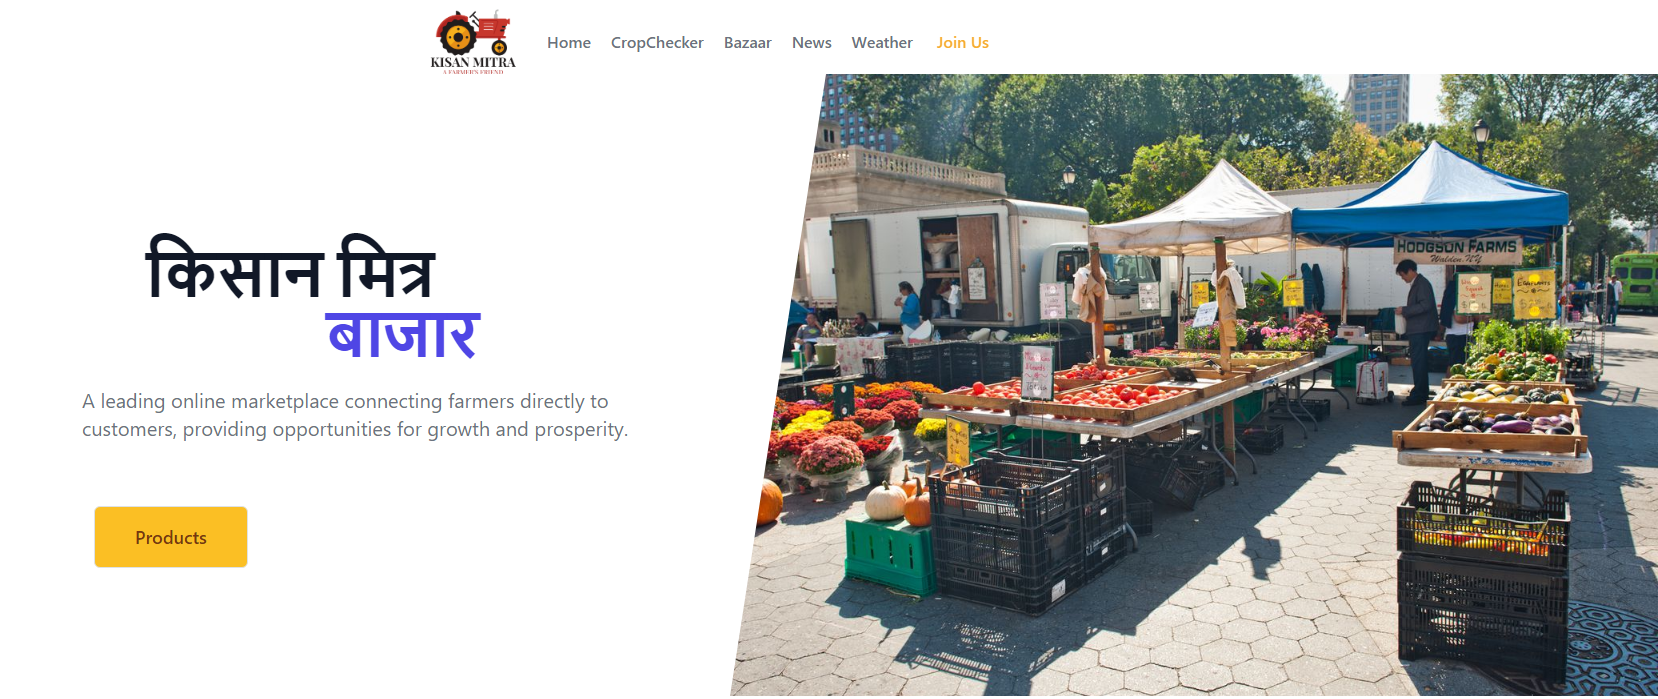 KISAN MITRA
A FARMER'S FRIEND
Home CropChecker Bazaar News Weather Join Us
किसान मित्र
बाजार
A leading online marketplace connecting farmers directly to
customers, providing opportunities for growth and prosperity.
Products
HODGSON FARMS
Walden, NY